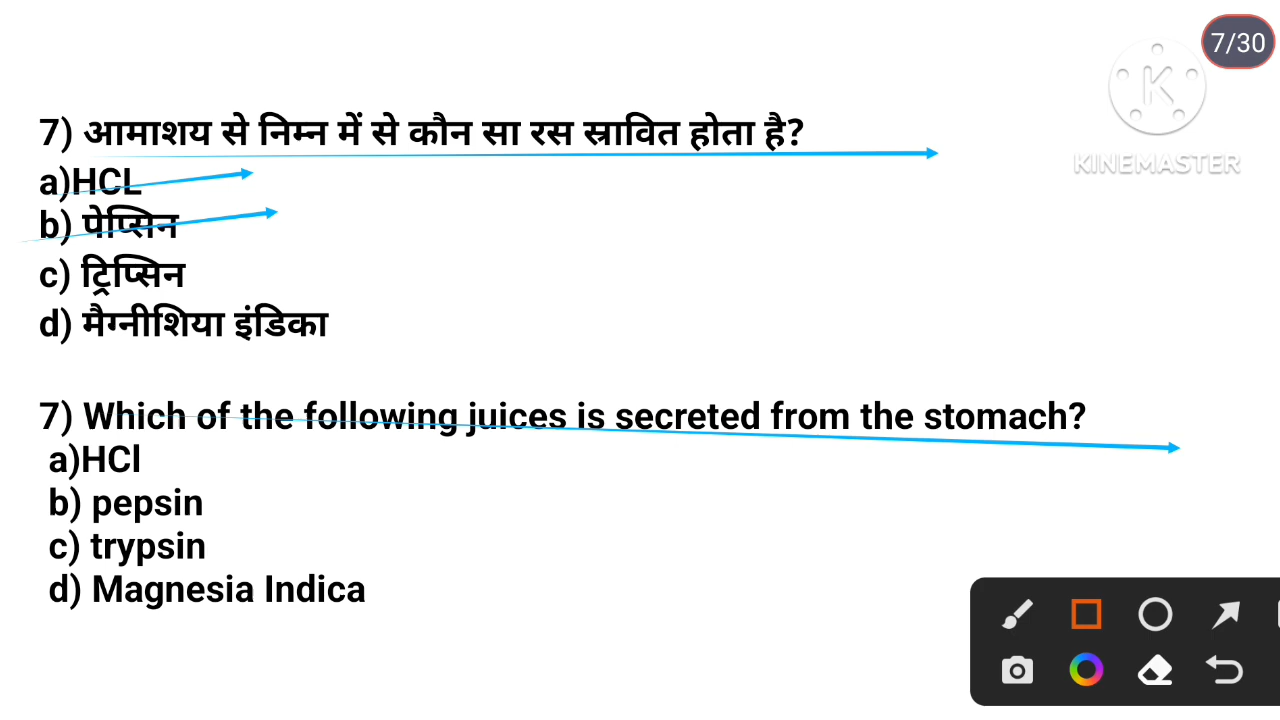 7/30
KINEMASTER
7) आमाशय से निम्न में से कौन सा रस स्रावित होता है?
a)HCL
b) पेप्सिन
c) ट्रिप्सिन
d) मैग्नीशिया इंडिका
7) Which of the following juices is secreted from the stomach?
a)HCl
b) pepsin
c) trypsin
d) Magnesia Indica